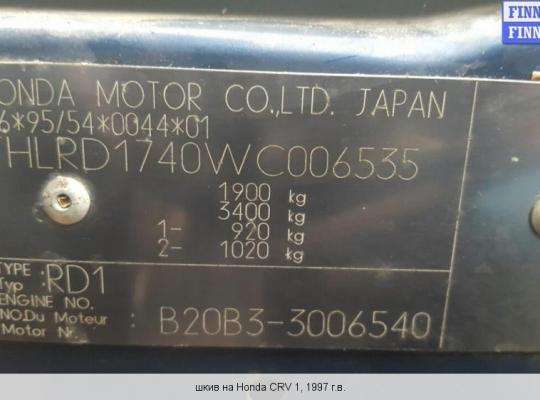 FINN
FINN
ONDA MOTOR CO.,LTD. JAPAN
6*95/54*0044*01
HLRD1740WC006535
1900 kg
3400 kg
1- 920 kg
2- 1020 kg
TYPE :RD1
Typ
ENGINE NO.
NO.Du Moteur :
Motor Nr. B20B3-3006540
шкив на Honda CRV 1, 1997 г.в.